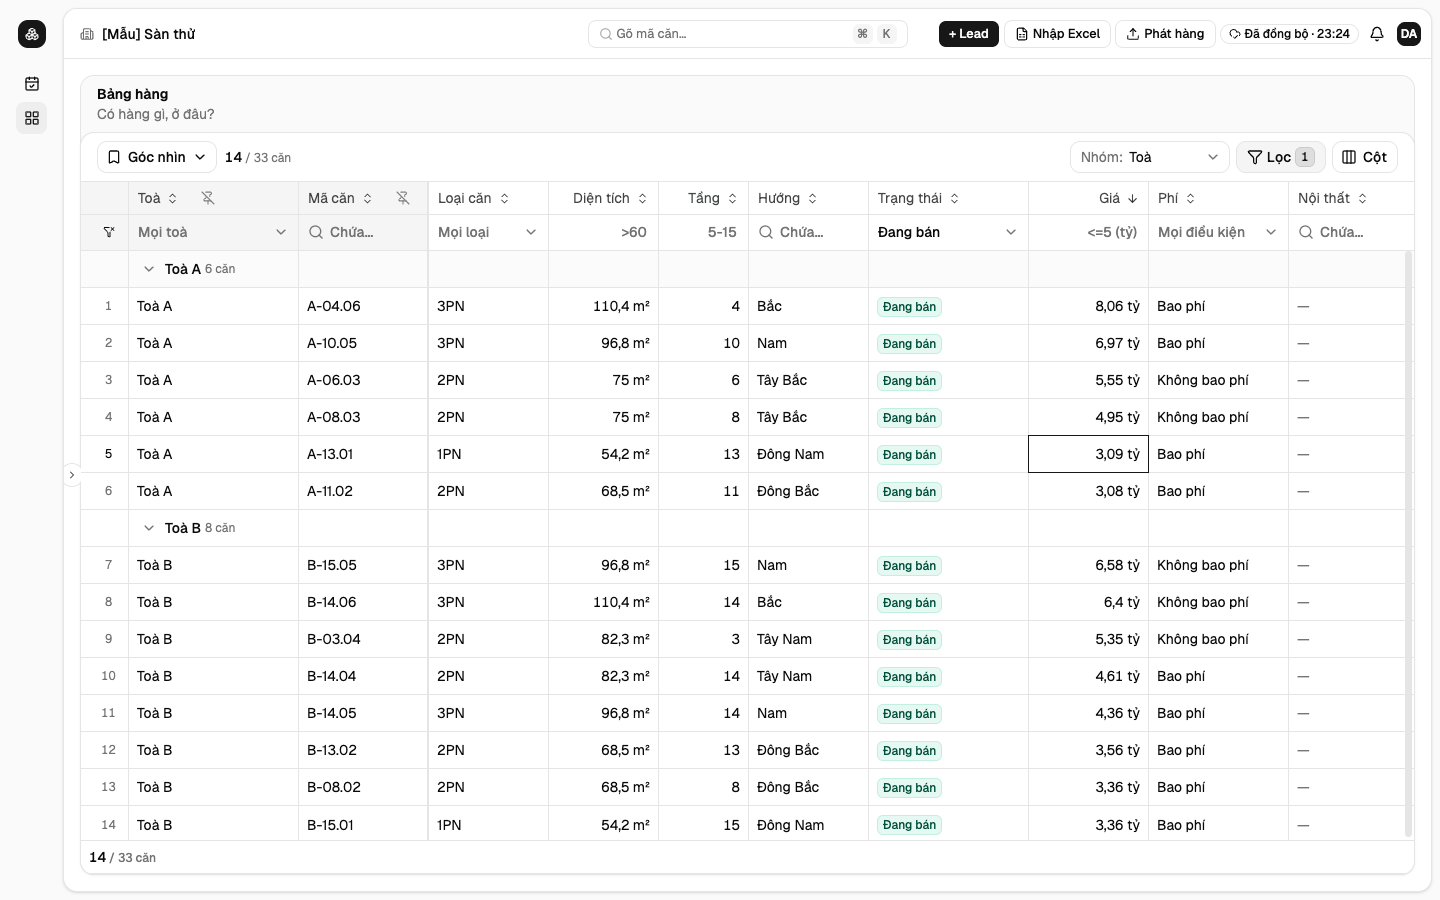 [Mẫu] Sàn thử
Gõ mã căn...
⌘ K
+ Lead
Nhập Excel
Phát hàng
Đã đồng bộ · 23:24
DA
Bảng hàng
Có hàng gì, ở đâu?
Góc nhìn
14 / 33 căn
Nhóm: Toà
Lọc 1
Cột
Toà Mã căn Loại căn Diện tích Tầng Hướng Trạng thái Giá Phí Nội thất
Mọi toà Chứa... Mọi loại >60 5-15 Chứa... Đang bán <=5 (tỷ) Mọi điều kiện Chứa...
Toà A 6 căn
1 Toà A A-04.06 3PN 110,4 m² 4 Bắc Đang bán 8,06 tỷ Bao phí —
2 Toà A A-10.05 3PN 96,8 m² 10 Nam Đang bán 6,97 tỷ Bao phí —
3 Toà A A-06.03 2PN 75 m² 6 Tây Bắc Đang bán 5,55 tỷ Không bao phí —
4 Toà A A-08.03 2PN 75 m² 8 Tây Bắc Đang bán 4,95 tỷ Không bao phí —
5 Toà A A-13.01 1PN 54,2 m² 13 Đông Nam Đang bán 3,09 tỷ Bao phí —
6 Toà A A-11.02 2PN 68,5 m² 11 Đông Bắc Đang bán 3,08 tỷ Bao phí —
Toà B 8 căn
7 Toà B B-15.05 3PN 96,8 m² 15 Nam Đang bán 6,58 tỷ Không bao phí —
8 Toà B B-14.06 3PN 110,4 m² 14 Bắc Đang bán 6,4 tỷ Không bao phí —
9 Toà B B-03.04 2PN 82,3 m² 3 Tây Nam Đang bán 5,35 tỷ Không bao phí —
10 Toà B B-14.04 2PN 82,3 m² 14 Tây Nam Đang bán 4,61 tỷ Bao phí —
11 Toà B B-14.05 3PN 96,8 m² 14 Nam Đang bán 4,36 tỷ Bao phí —
12 Toà B B-13.02 2PN 68,5 m² 13 Đông Bắc Đang bán 3,56 tỷ Bao phí —
13 Toà B B-08.02 2PN 68,5 m² 8 Đông Bắc Đang bán 3,36 tỷ Bao phí —
14 Toà B B-15.01 1PN 54,2 m² 15 Đông Nam Đang bán 3,36 tỷ Bao phí —
14 / 33 căn